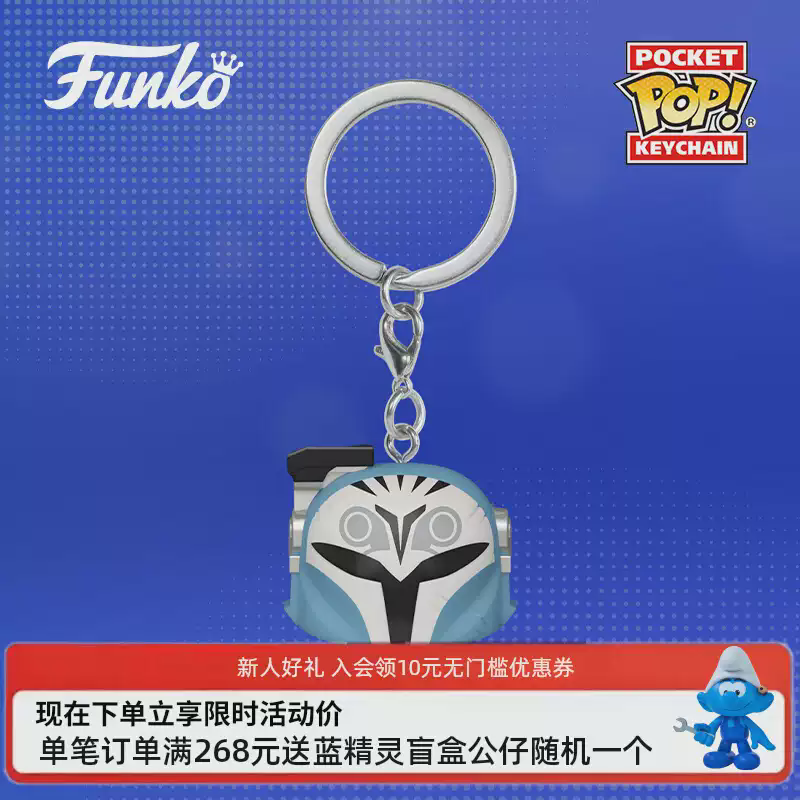 Funko
POCKET
POP!®
KEYCHAIN
新人好礼 入会领10元无门槛优惠券
现在下单立享限时活动价
单笔订单满268元送蓝精灵盲盒公仔随机一个